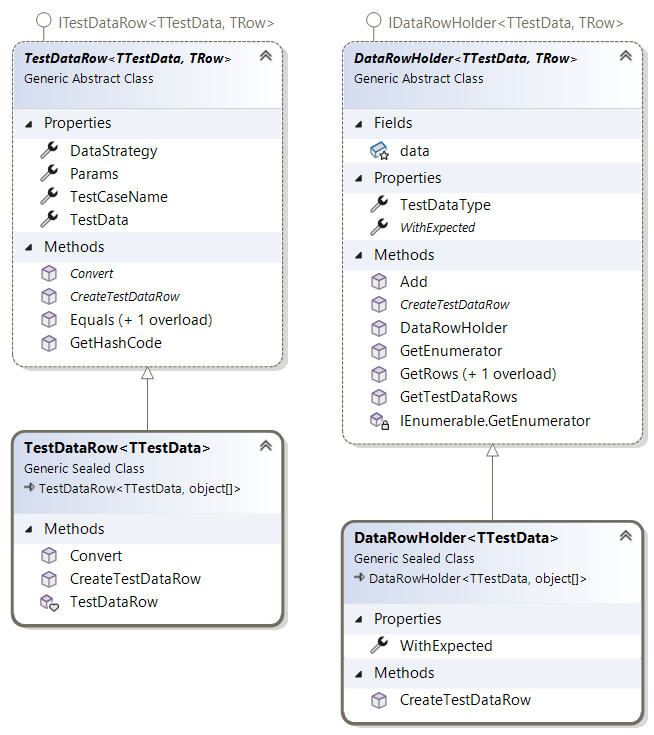 ITestDataRow<TTestData, TRow>
TestDataRow<TTestData, TRow>
Generic Abstract Class
Properties
DataStrategy
Params
TestCaseName
TestData
Methods
Convert
CreateTestDataRow
Equals (+ 1 overload)
GetHashCode
TestDataRow<TTestData>
Generic Sealed Class
TestDataRow<TTestData, object[]>
Methods
Convert
CreateTestDataRow
TestDataRow
IDataRowHolder<TTestData, TRow>
DataRowHolder<TTestData, TRow>
Generic Abstract Class
Fields
data
Properties
TestDataType
WithExpected
Methods
Add
CreateTestDataRow
DataRowHolder
GetEnumerator
GetRows (+ 1 overload)
GetTestDataRows
IEnumerable.GetEnumerator
DataRowHolder<TTestData>
Generic Sealed Class
DataRowHolder<TTestData, object[]>
Properties
WithExpected
Methods
CreateTestDataRow